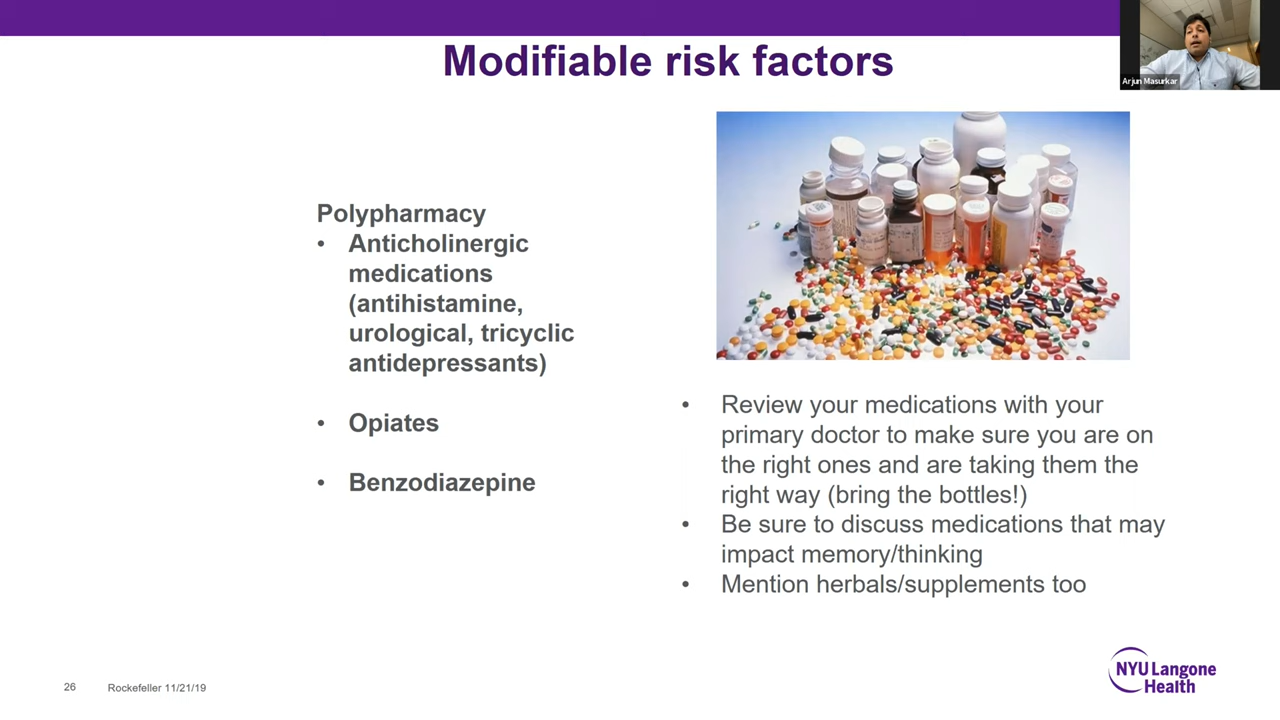 Modifiable risk factors
Arjun Masurkar
Polypharmacy
• Anticholinergic
medications
(antihistamine,
urological, tricyclic
antidepressants)
• Opiates
• Benzodiazepine
• Review your medications with your
primary doctor to make sure you are on
the right ones and are taking them the
right way (bring the bottles!)
• Be sure to discuss medications that may
impact memory/thinking
• Mention herbals/supplements too
26 Rockefeller 11/21/19
NYU Langone
Health